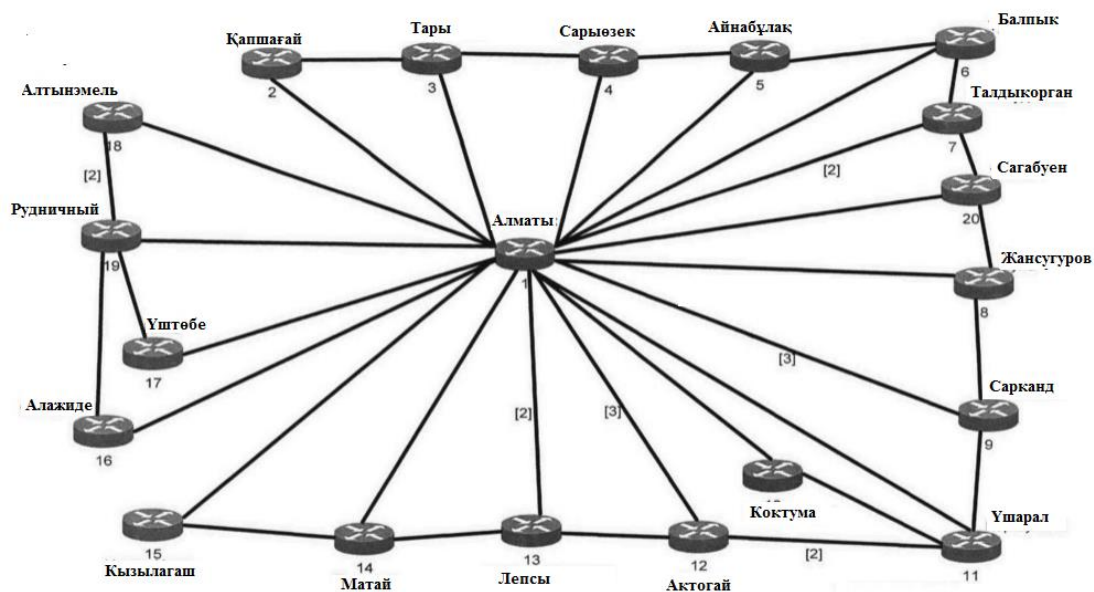 Балпык
Тары
Айнабұлақ
Сарыөзек
Қапшағай
6
5
3
4
2
Алтынэмель
Талдыкорган
18
7
[2]
[2]
Сагабуен
Рудничный
20
Алматы
19
Жансугуров
1
8
Үштөбе
17
[3]
Сарканд
Алажиде
[2]
[3]
9
16
Коктума
Үшарал
15
14
13
12
[2]
11
Кызылагаш
Матай
Лепсы
Актогай